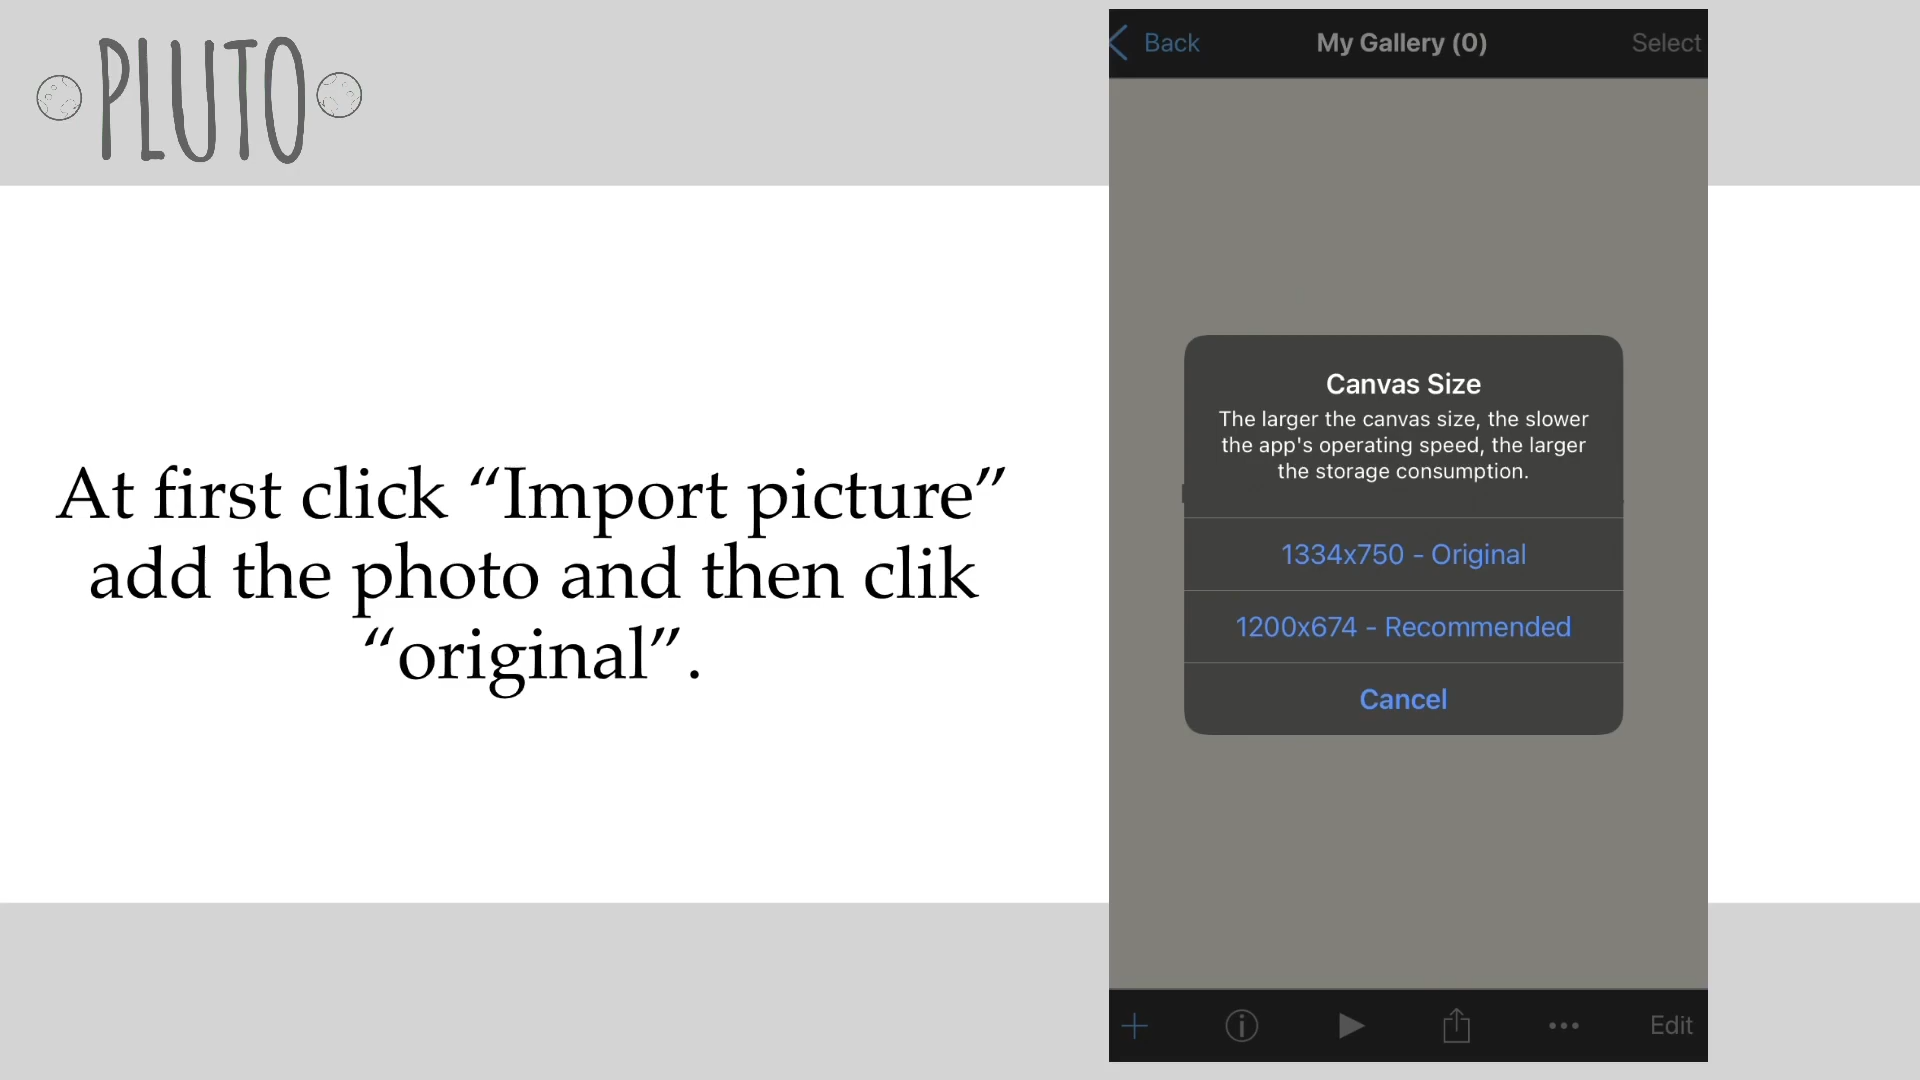 PLUTO
At first click “Import picture”
add the photo and then clik
“original”.
Back
My Gallery (0)
Select
Canvas Size
The larger the canvas size, the slower
the app's operating speed, the larger
the storage consumption.
1334x750 - Original
1200x674 - Recommended
Cancel
Edit